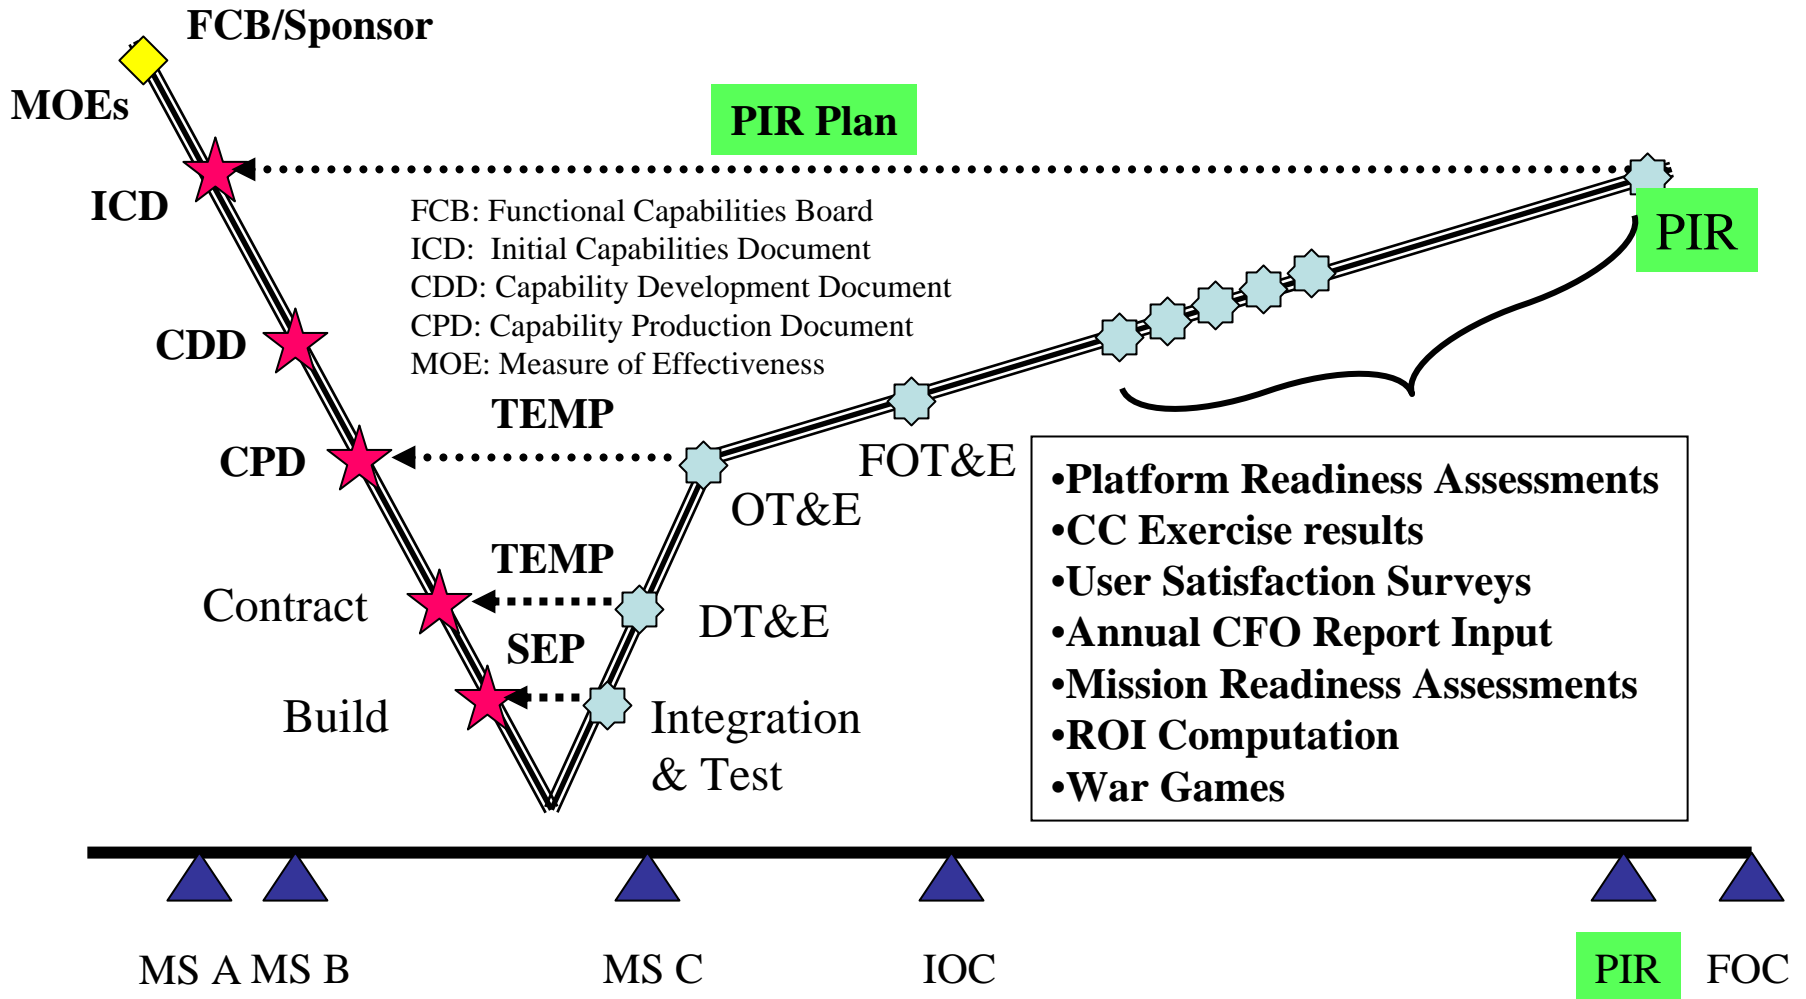 FCB/Sponsor
MOEs
PIR Plan
ICD
FCB: Functional Capabilities Board
ICD:  Initial Capabilities Document
CDD: Capability Development Document
CPD: Capability Production Document
MOE: Measure of Effectiveness
PIR
CDD
TEMP
CPD
FOT&E
OT&E
•Platform Readiness Assessments
•CC Exercise results
•User Satisfaction Surveys
•Annual CFO Report Input
•Mission Readiness Assessments
•ROI Computation
•War Games
TEMP
Contract
DT&E
SEP
Build
Integration
& Test
MS A MS B MS C IOC PIR FOC